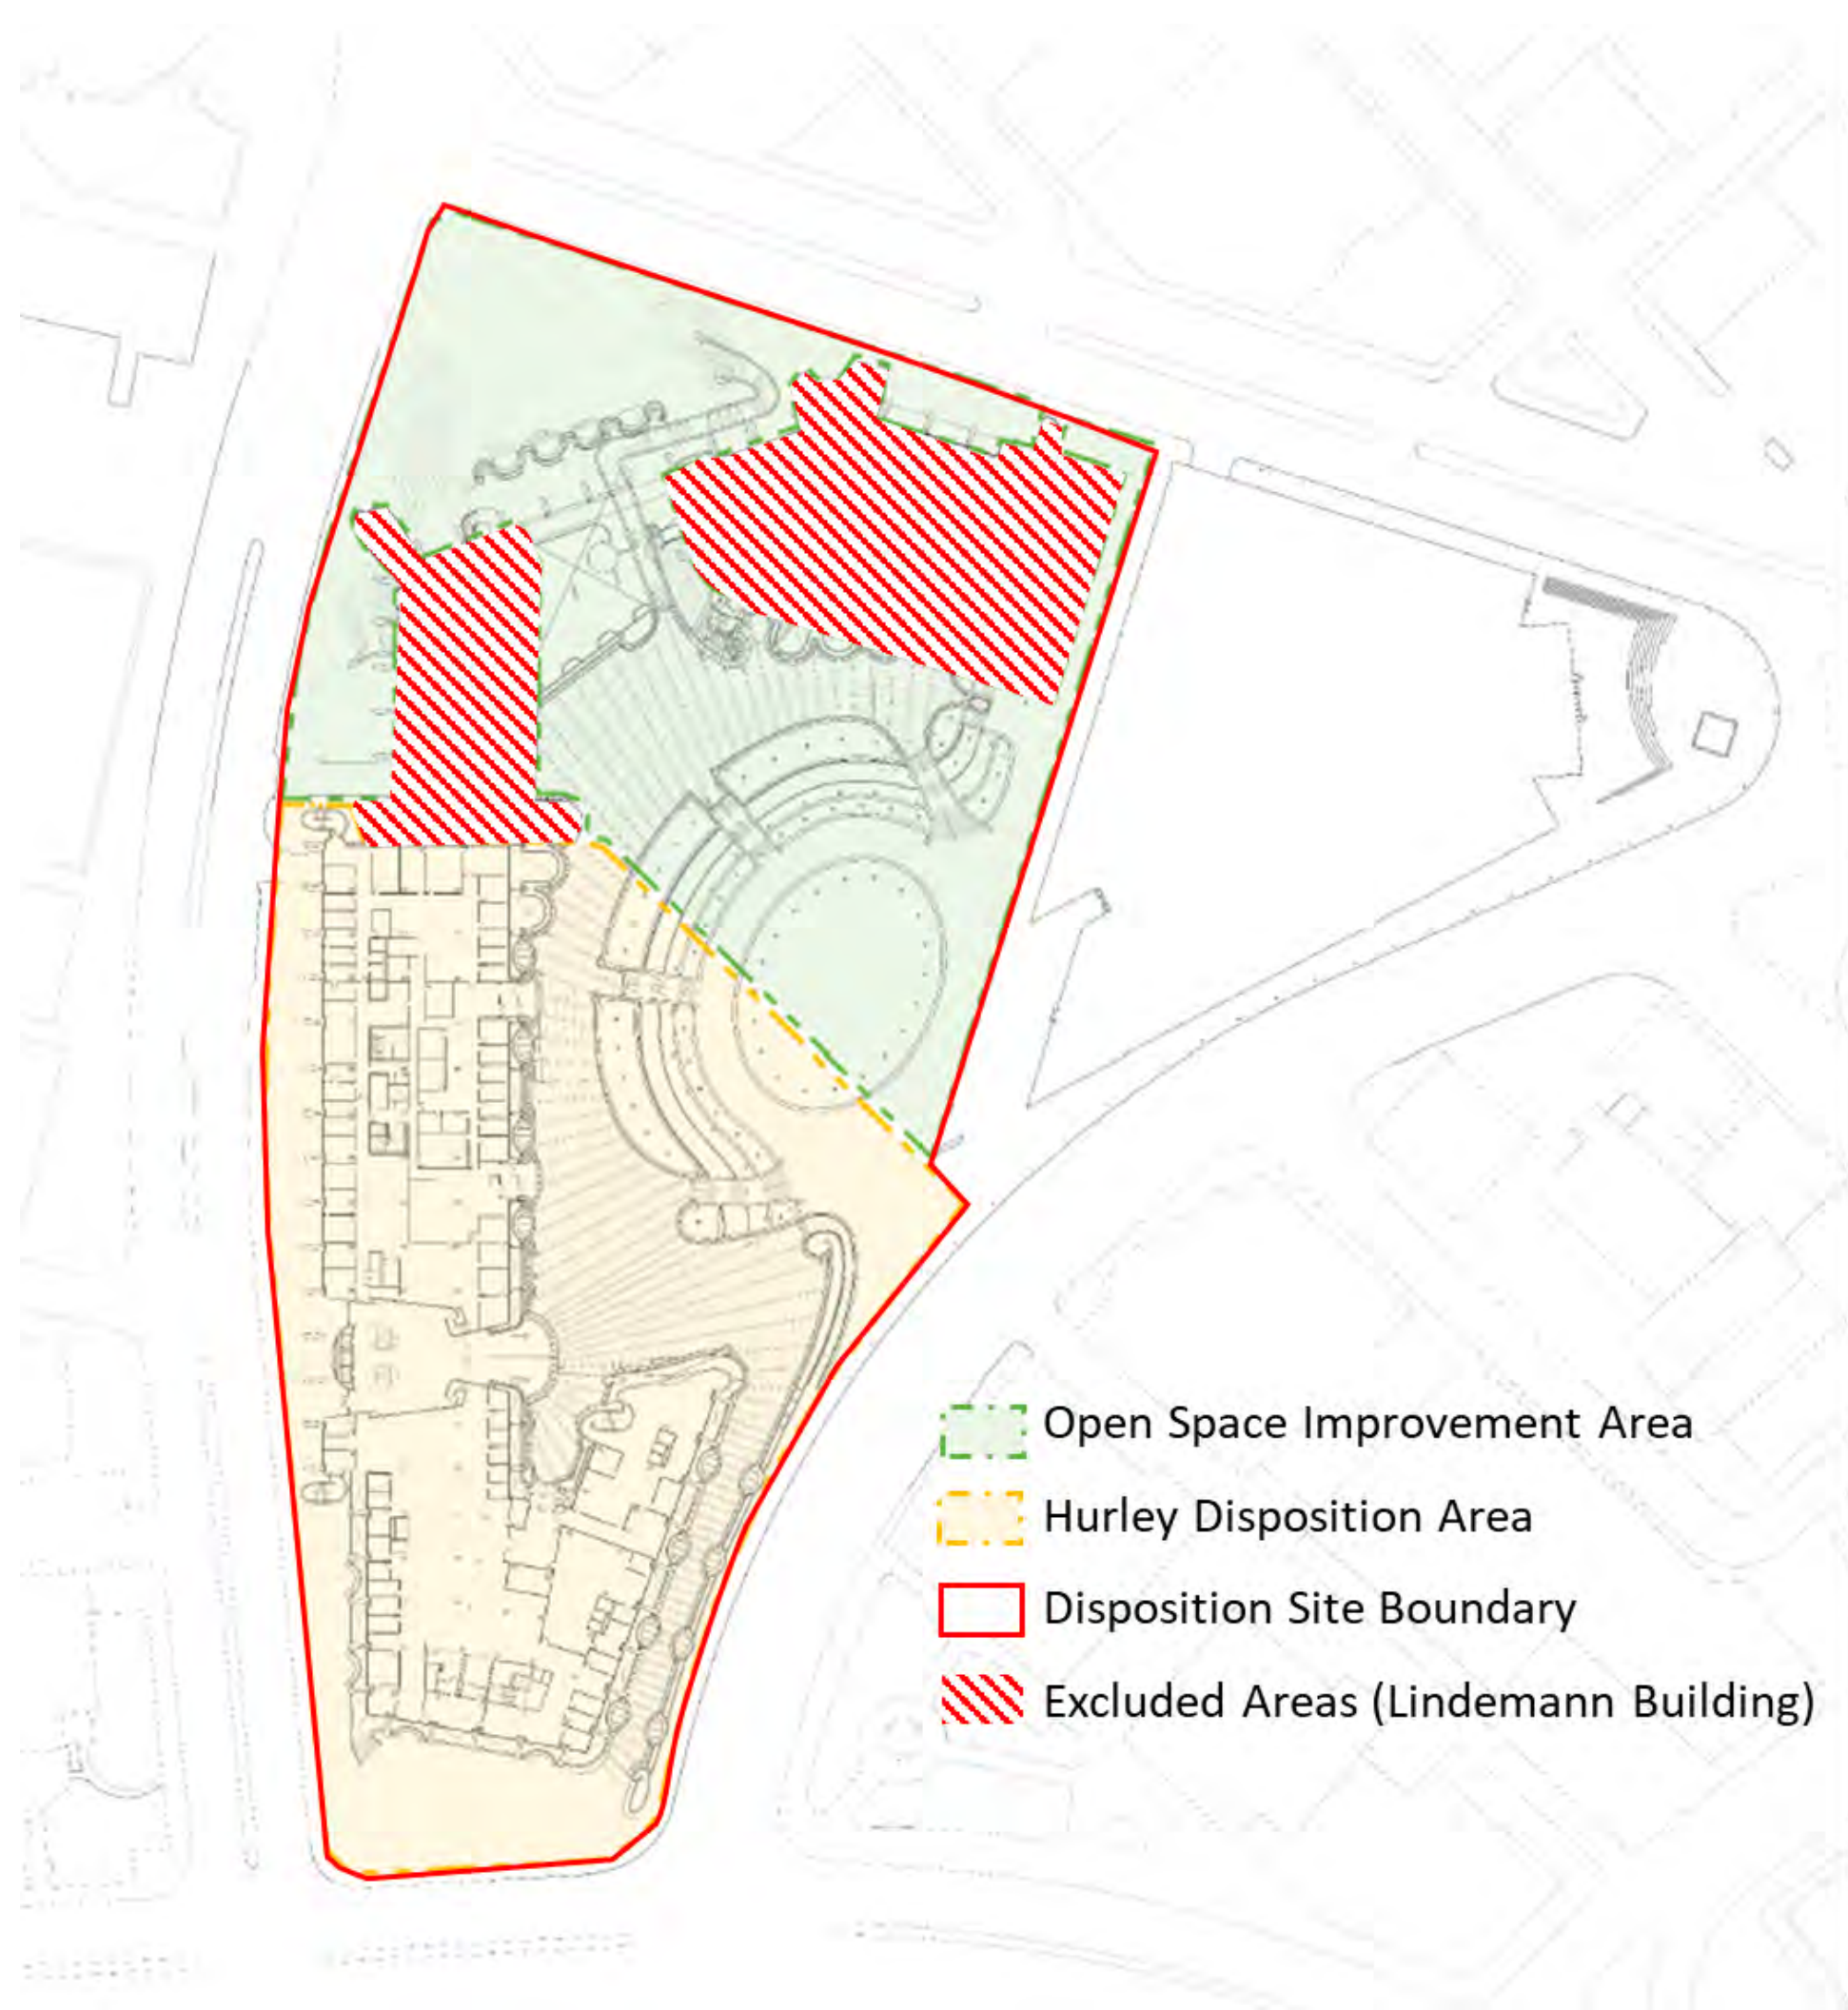 Open Space Improvement Area
Hurley Disposition Area
Disposition Site Boundary
Excluded Areas (Lindemann Building)